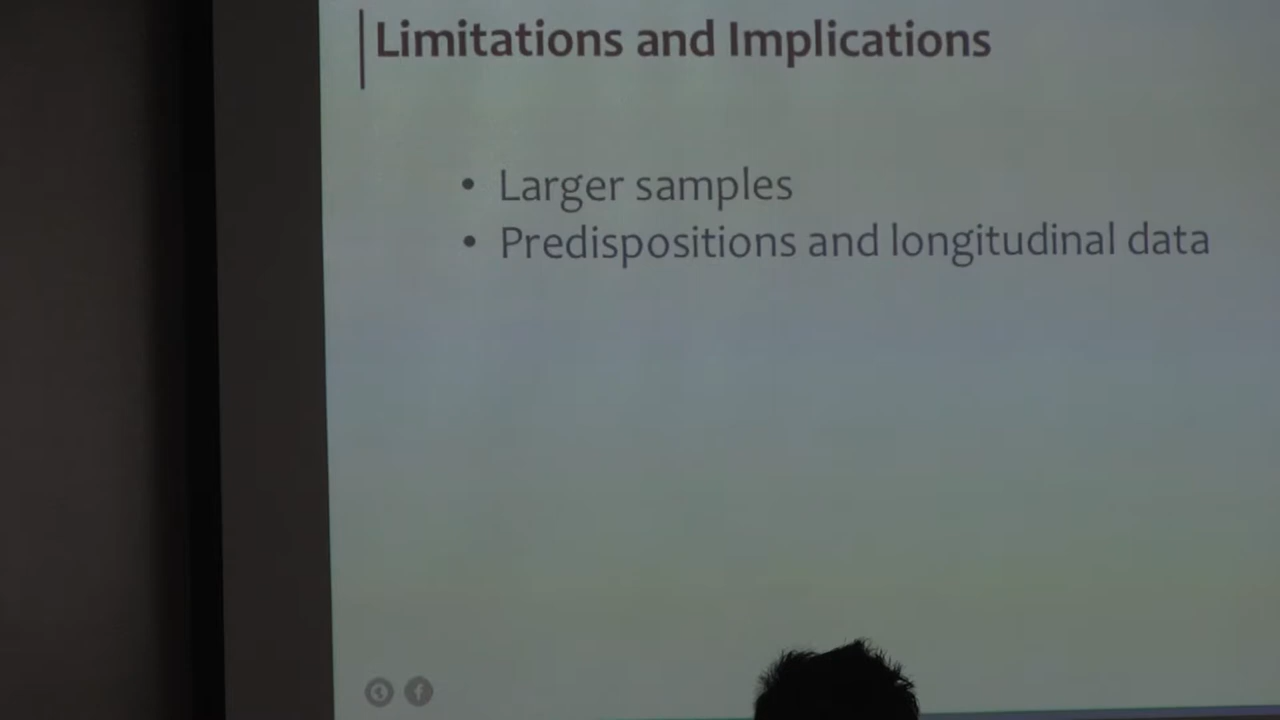 Limitations and Implications
• Larger samples
• Predispositions and longitudinal data